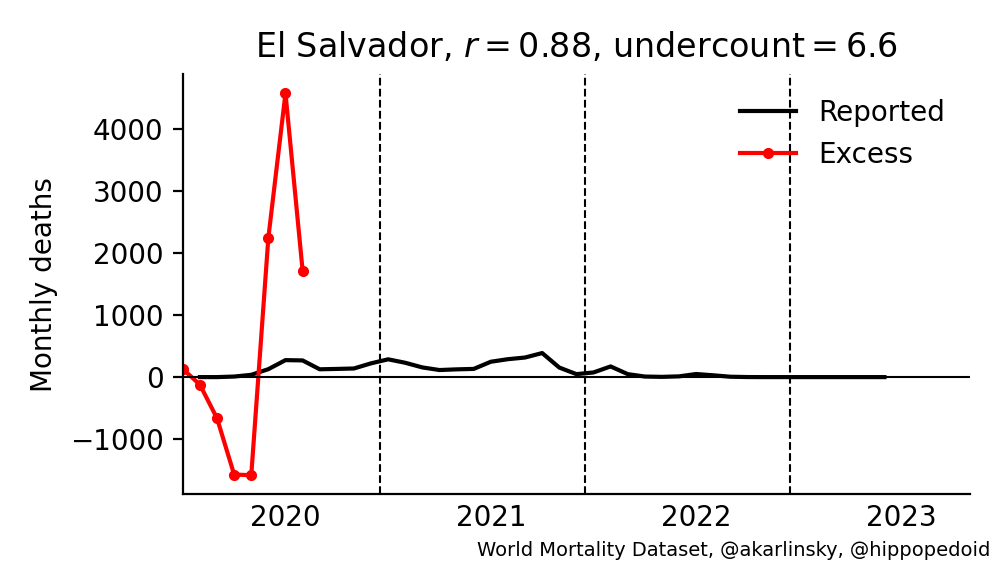 El Salvador, r = 0.88, undercount = 6.6
Reported
Excess
Monthly deaths
4000
3000
2000
1000
0
−1000
2020 2021 2022 2023
World Mortality Dataset, @akarlinsky, @hippopedoid